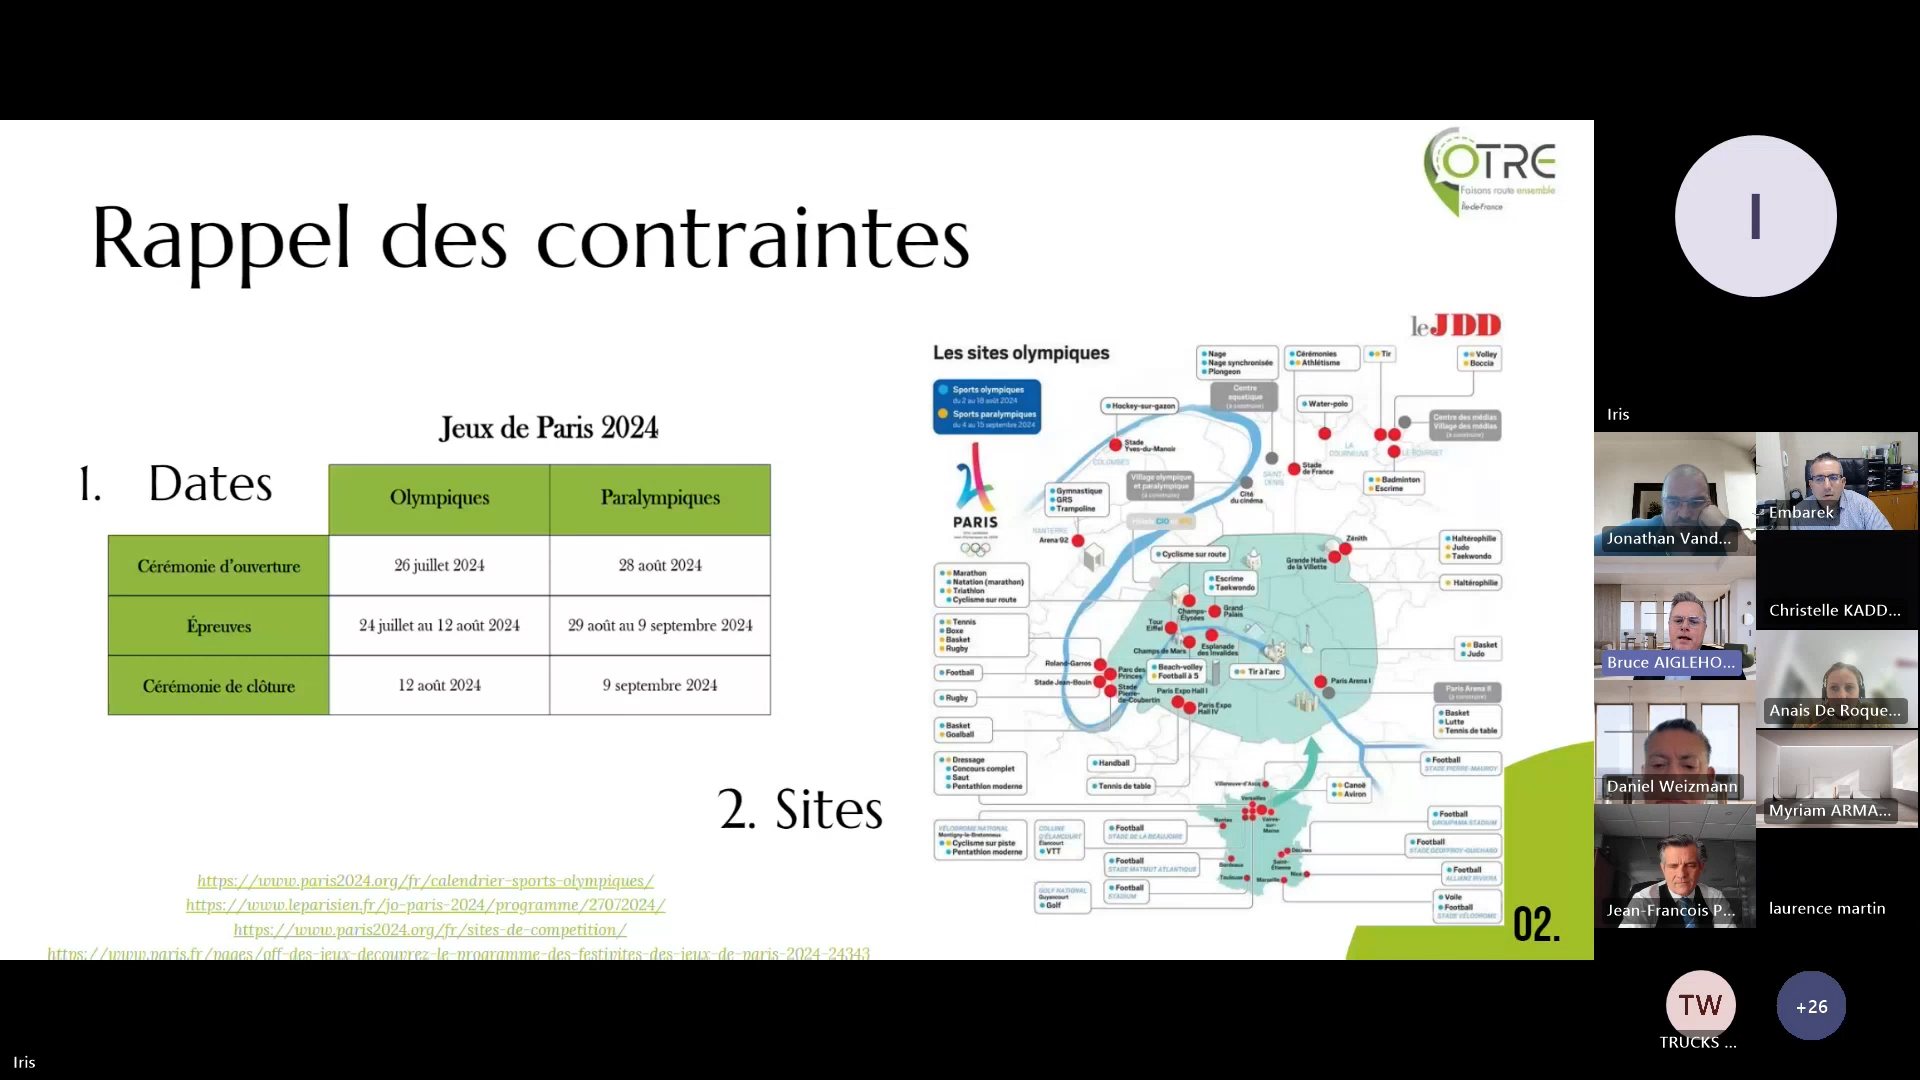 OTRE
Faisons route ensemble
Île-de-France
Rappel des contraintes
Jeux de Paris 2024
1. Dates
Olympiques
Paralympiques
Cérémonie d'ouverture
26 juillet 2024
28 août 2024
Épreuves
24 juillet au 12 août 2024
29 août au 9 septembre 2024
Cérémonie de clôture
12 août 2024
9 septembre 2024
2. Sites
https://www.paris2024.org/fr/calendrier-sports-olympiques/
https://www.leparisien.fr/jo-paris-2024/programme/27072024/
https://www.paris2024.org/fr/sites-de-competition/
https://www.paris.fr/pages/off-des-jeux-decouvrez-le-programme-des-festivites-des-jeux-de-paris-2024-24343
le JDD
Les sites olympiques
Sports olympiques
du 2 au 18 août 2024
Sports paralympiques
du 4 au 15 septembre 2024
PARIS
Nage
Nage synchronisée
Plongeon
Centre
aquatique
(à construire)
Cérémonies
Athlétisme
Tir
Volley
Boccia
Hockey-sur-gazon
Water-polo
Centre des médias
Village des médias
(à construire)
Stade
Yves-du-Manoir
COLOMBES
LA
COURNEUVE
LE BOURGET
SAINT-
DENIS
Stade
de France
Village olympique
et paralympique
(à construire)
Cité
du cinéma
Badminton
Escrime
Gymnastique
GRS
Trampoline
NANTERRE
Arena 92
Cyclisme sur route
Zénith
Grande Halle
de la Villette
Haltérophilie
Judo
Taekwondo
Haltérophilie
Marathon
Natation (marathon)
Triathlon
Cyclisme sur route
Escrime
Taekwondo
Champs-
Elysées
Grand
Palais
Tour
Eiffel
Champs de Mars
Esplanade
des Invalides
Tennis
Boxe
Basket
Rugby
Basket
Judo
Roland-Garros
Football
Stade Jean-Bouin
Parc des
Princes
Stade
Pierre-
de-Coubertin
Beach-volley
Football à 5
Tir à l'arc
Paris Arena I
Paris Arena II
(à construire)
Rugby
Paris Expo Hall I
Paris Expo
Hall IV
Basket
Goalball
Basket
Lutte
Tennis de table
Dressage
Concours complet
Saut
Pentathlon moderne
Handball
Tennis de table
Football
STADE PIERRE-MAUROY
Villeneuve-d'Ascq
Canoë
Aviron
Versailles
Vaires-
sur-
Marne
Nantes
VÉLODROME NATIONAL
Montigny-le-Bretonneux
Cyclisme sur piste
Pentathlon moderne
COLLINE
D'ÉLANCOURT
Élancourt
VTT
Football
STADE DE LA BEAUJOIRE
Football
STADE MATMUT ATLANTIQUE
Football
STADIUM
GOLF NATIONAL
Guyancourt
Golf
Bordeaux
Toulouse
Marseille
Nice
Décines
Saint-
Étienne
Football
GROUPAMA STADIUM
Football
STADE GEOFFROY-GUICHARD
Football
ALLIANZ RIVIERA
Voile
Football
STADE VÉLODROME
02.
I
Iris
Jonathan Vand...
Embarek
Christelle KADD...
Bruce AIGLEHO...
Anais De Roque...
Daniel Weizmann
Myriam ARMA...
Jean-Francois P...
laurence martin
TW
+26
TRUCKS ...
Iris